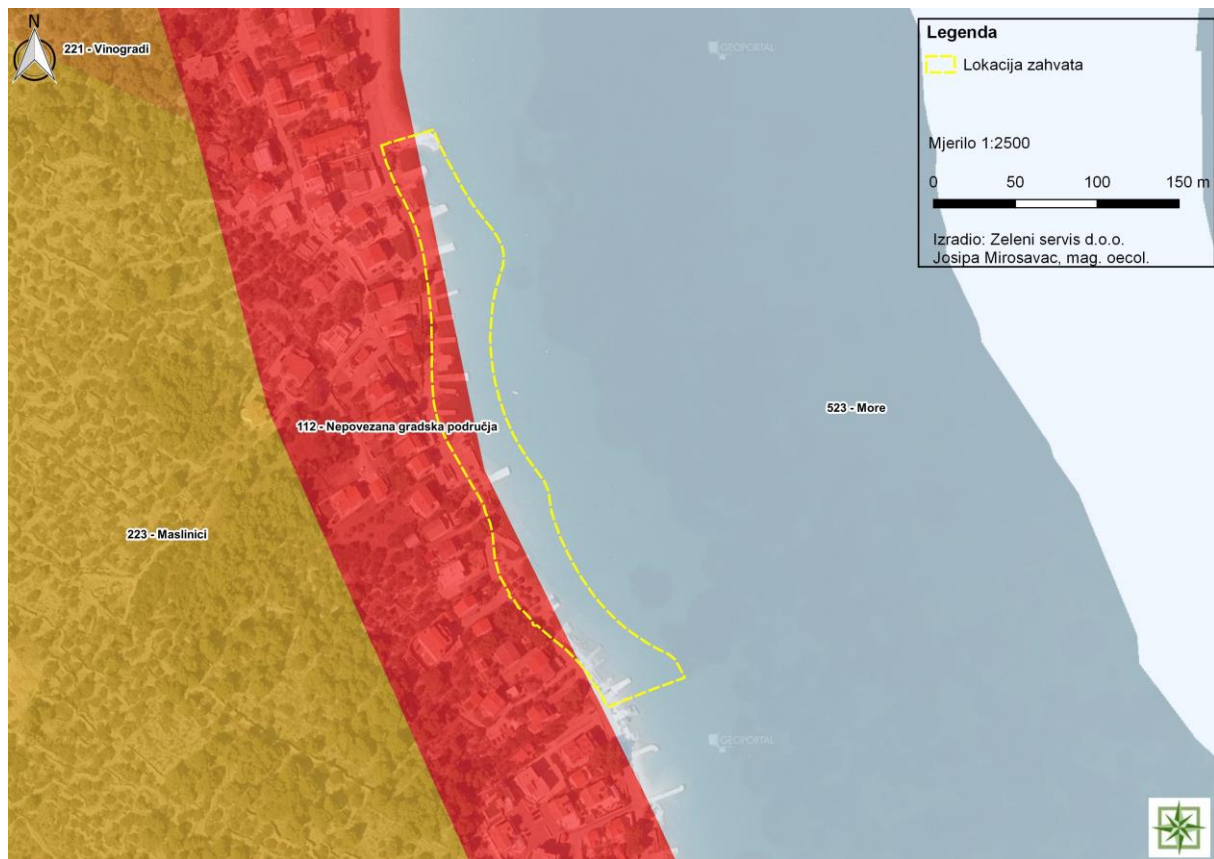 N
221 - Vinogradi
GEOPORTAL
Legenda
Lokacija zahvata
Mjerilo 1:2500
0 50 100 150 m
Izradio: Zeleni servis d.o.o.
Josipa Mirosavac, mag. oecol.
523 - More
112 - Nepovezana gradska područja
223 - Maslinici
GEOPORTAL